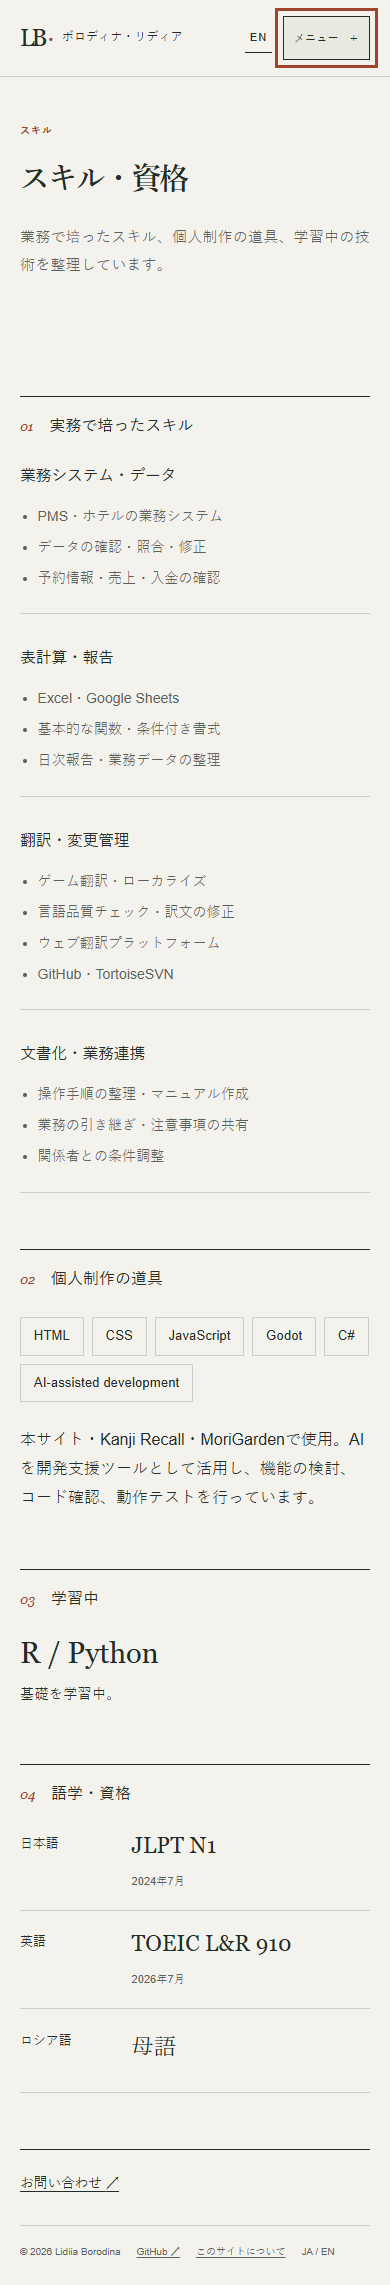 LB· ボロディナ・リディア EN メニュー +
スキル
スキル・資格
業務で培ったスキル、個人制作の道具、学習中の技
術を整理しています。
01 実務で培ったスキル
業務システム・データ
• PMS・ホテルの業務システム
• データの確認・照合・修正
• 予約情報・売上・入金の確認
表計算・報告
• Excel・Google Sheets
• 基本的な関数・条件付き書式
• 日次報告・業務データの整理
翻訳・変更管理
• ゲーム翻訳・ローカライズ
• 言語品質チェック・訳文の修正
• ウェブ翻訳プラットフォーム
• GitHub・TortoiseSVN
文書化・業務連携
• 操作手順の整理・マニュアル作成
• 業務の引き継ぎ・注意事項の共有
• 関係者との条件調整
02 個人制作の道具
HTML CSS JavaScript Godot C#
AI-assisted development
本サイト・Kanji Recall・MoriGardenで使用。AI
を開発支援ツールとして活用し、機能の検討、
コード確認、動作テストを行っています。
03 学習中
R / Python
基礎を学習中。
04 語学・資格
日本語 JLPT N1
2024年7月
英語 TOEIC L&R 910
2026年7月
ロシア語 母語
お問い合わせ ↗
© 2026 Lidiia Borodina GitHub ↗ このサイトについて JA / EN